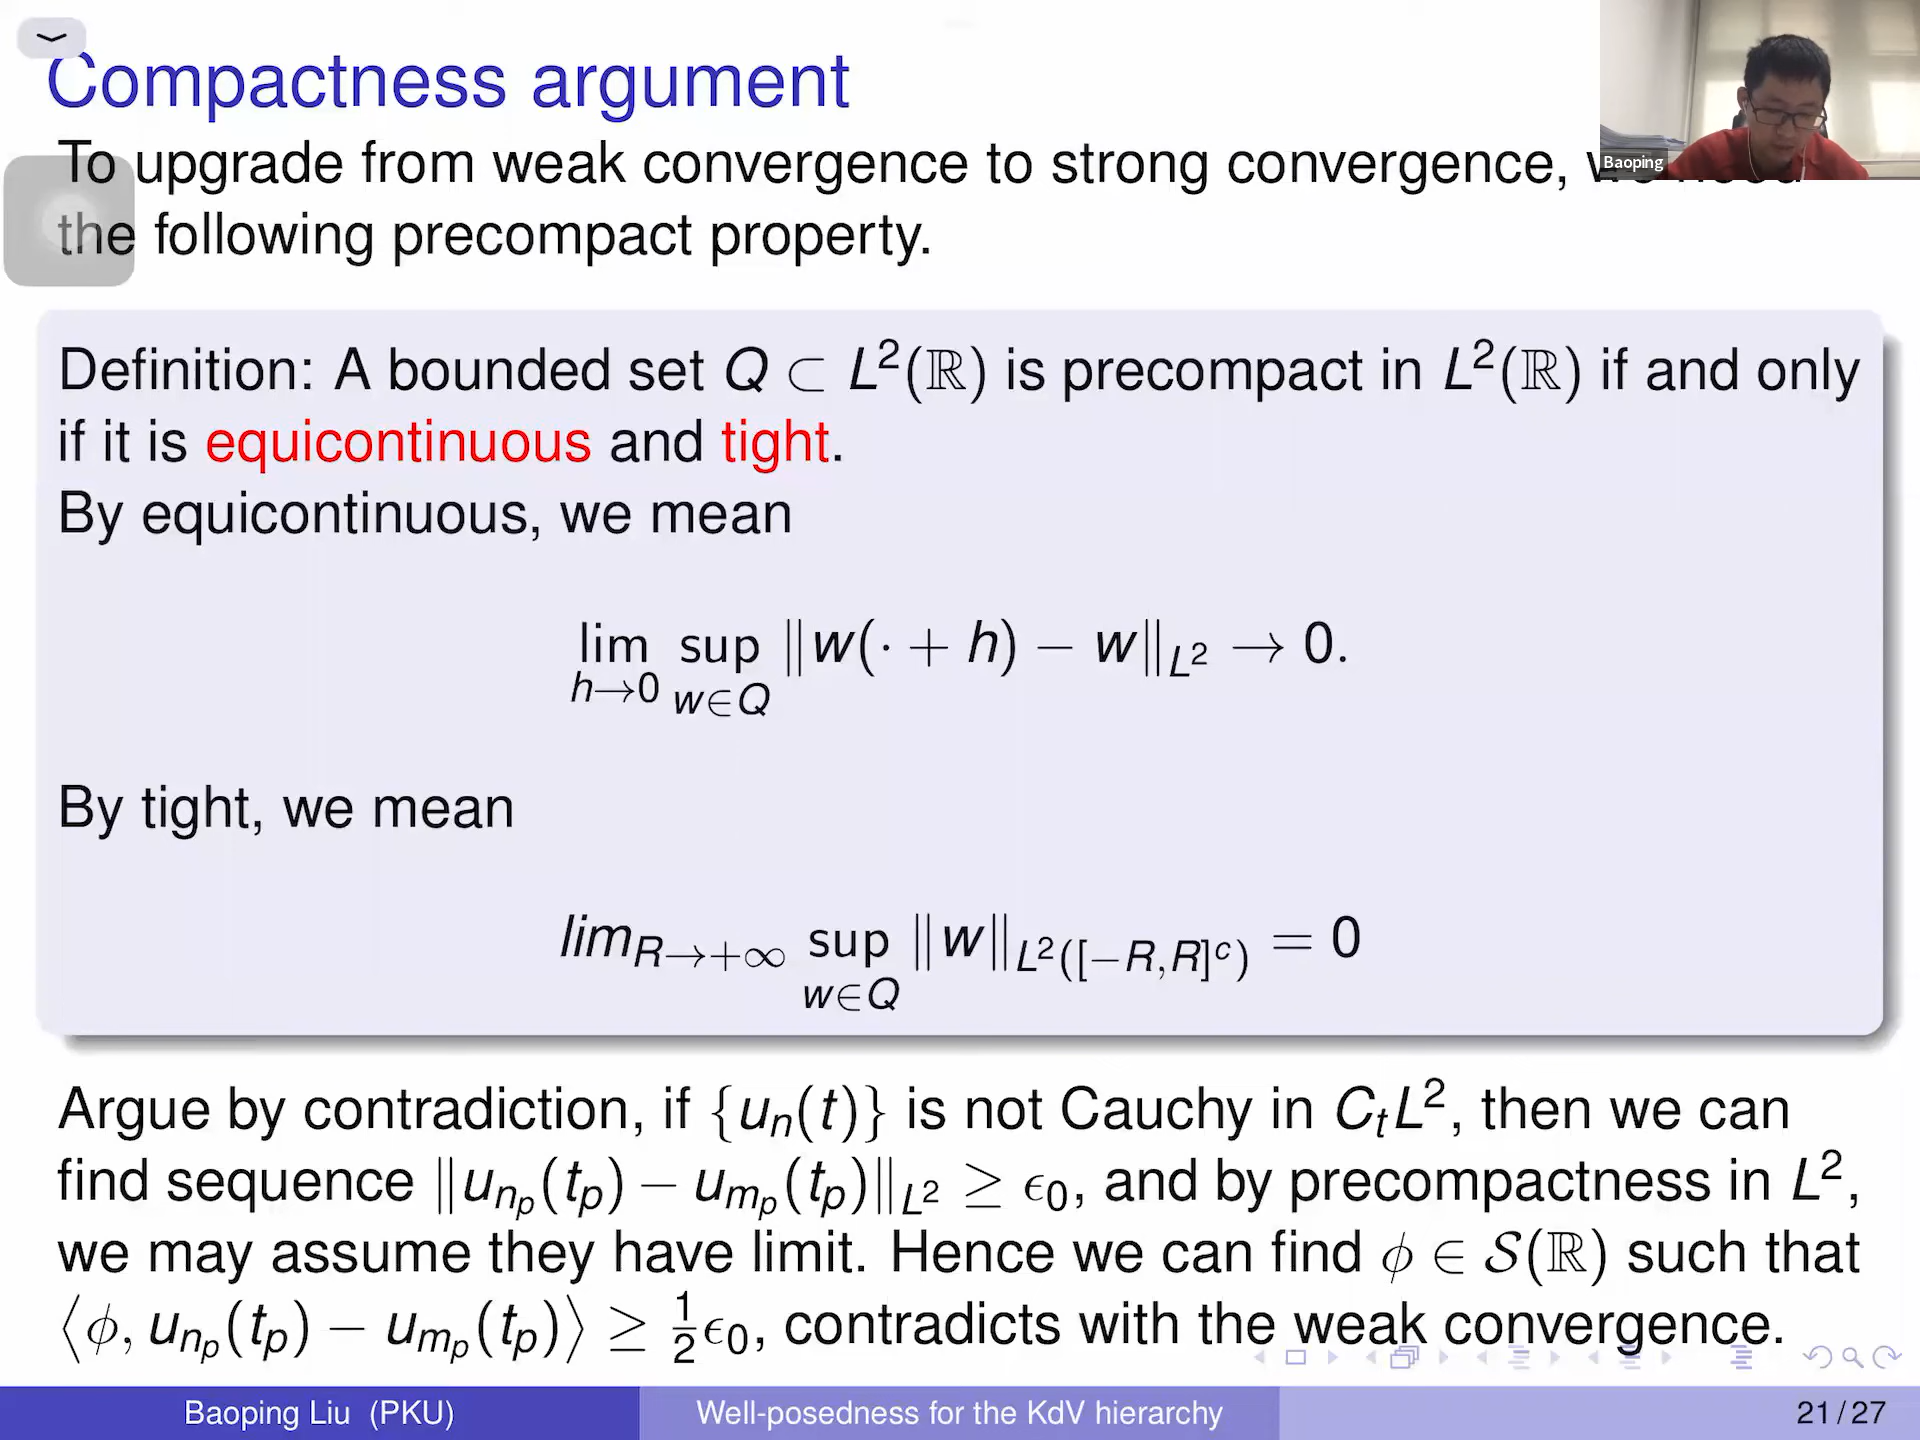 Compactness argument
To upgrade from weak convergence to strong convergence,
Baoping
the following precompact property.
Definition: A bounded set Q ⊂ L²(ℝ) is precompact in L²(ℝ) if and only
if it is equicontinuous and tight.
By equicontinuous, we mean
lim_{h→0} sup_{w∈Q} ‖w(· + h) − w‖_{L²} → 0.
By tight, we mean
lim_{R→+∞} sup_{w∈Q} ‖w‖_{L²([−R,R]^c)} = 0
Argue by contradiction, if {u_n(t)} is not Cauchy in C_tL², then we can
find sequence ‖u_{n_p}(t_p) − u_{m_p}(t_p)‖_{L²} ≥ ϵ₀, and by precompactness in L²,
we may assume they have limit. Hence we can find ϕ ∈ 𝒮(ℝ) such that
⟨ϕ, u_{n_p}(t_p) − u_{m_p}(t_p)⟩ ≥ ½ϵ₀, contradicts with the weak convergence.
Baoping Liu (PKU) Well-posedness for the KdV hierarchy 21 / 27